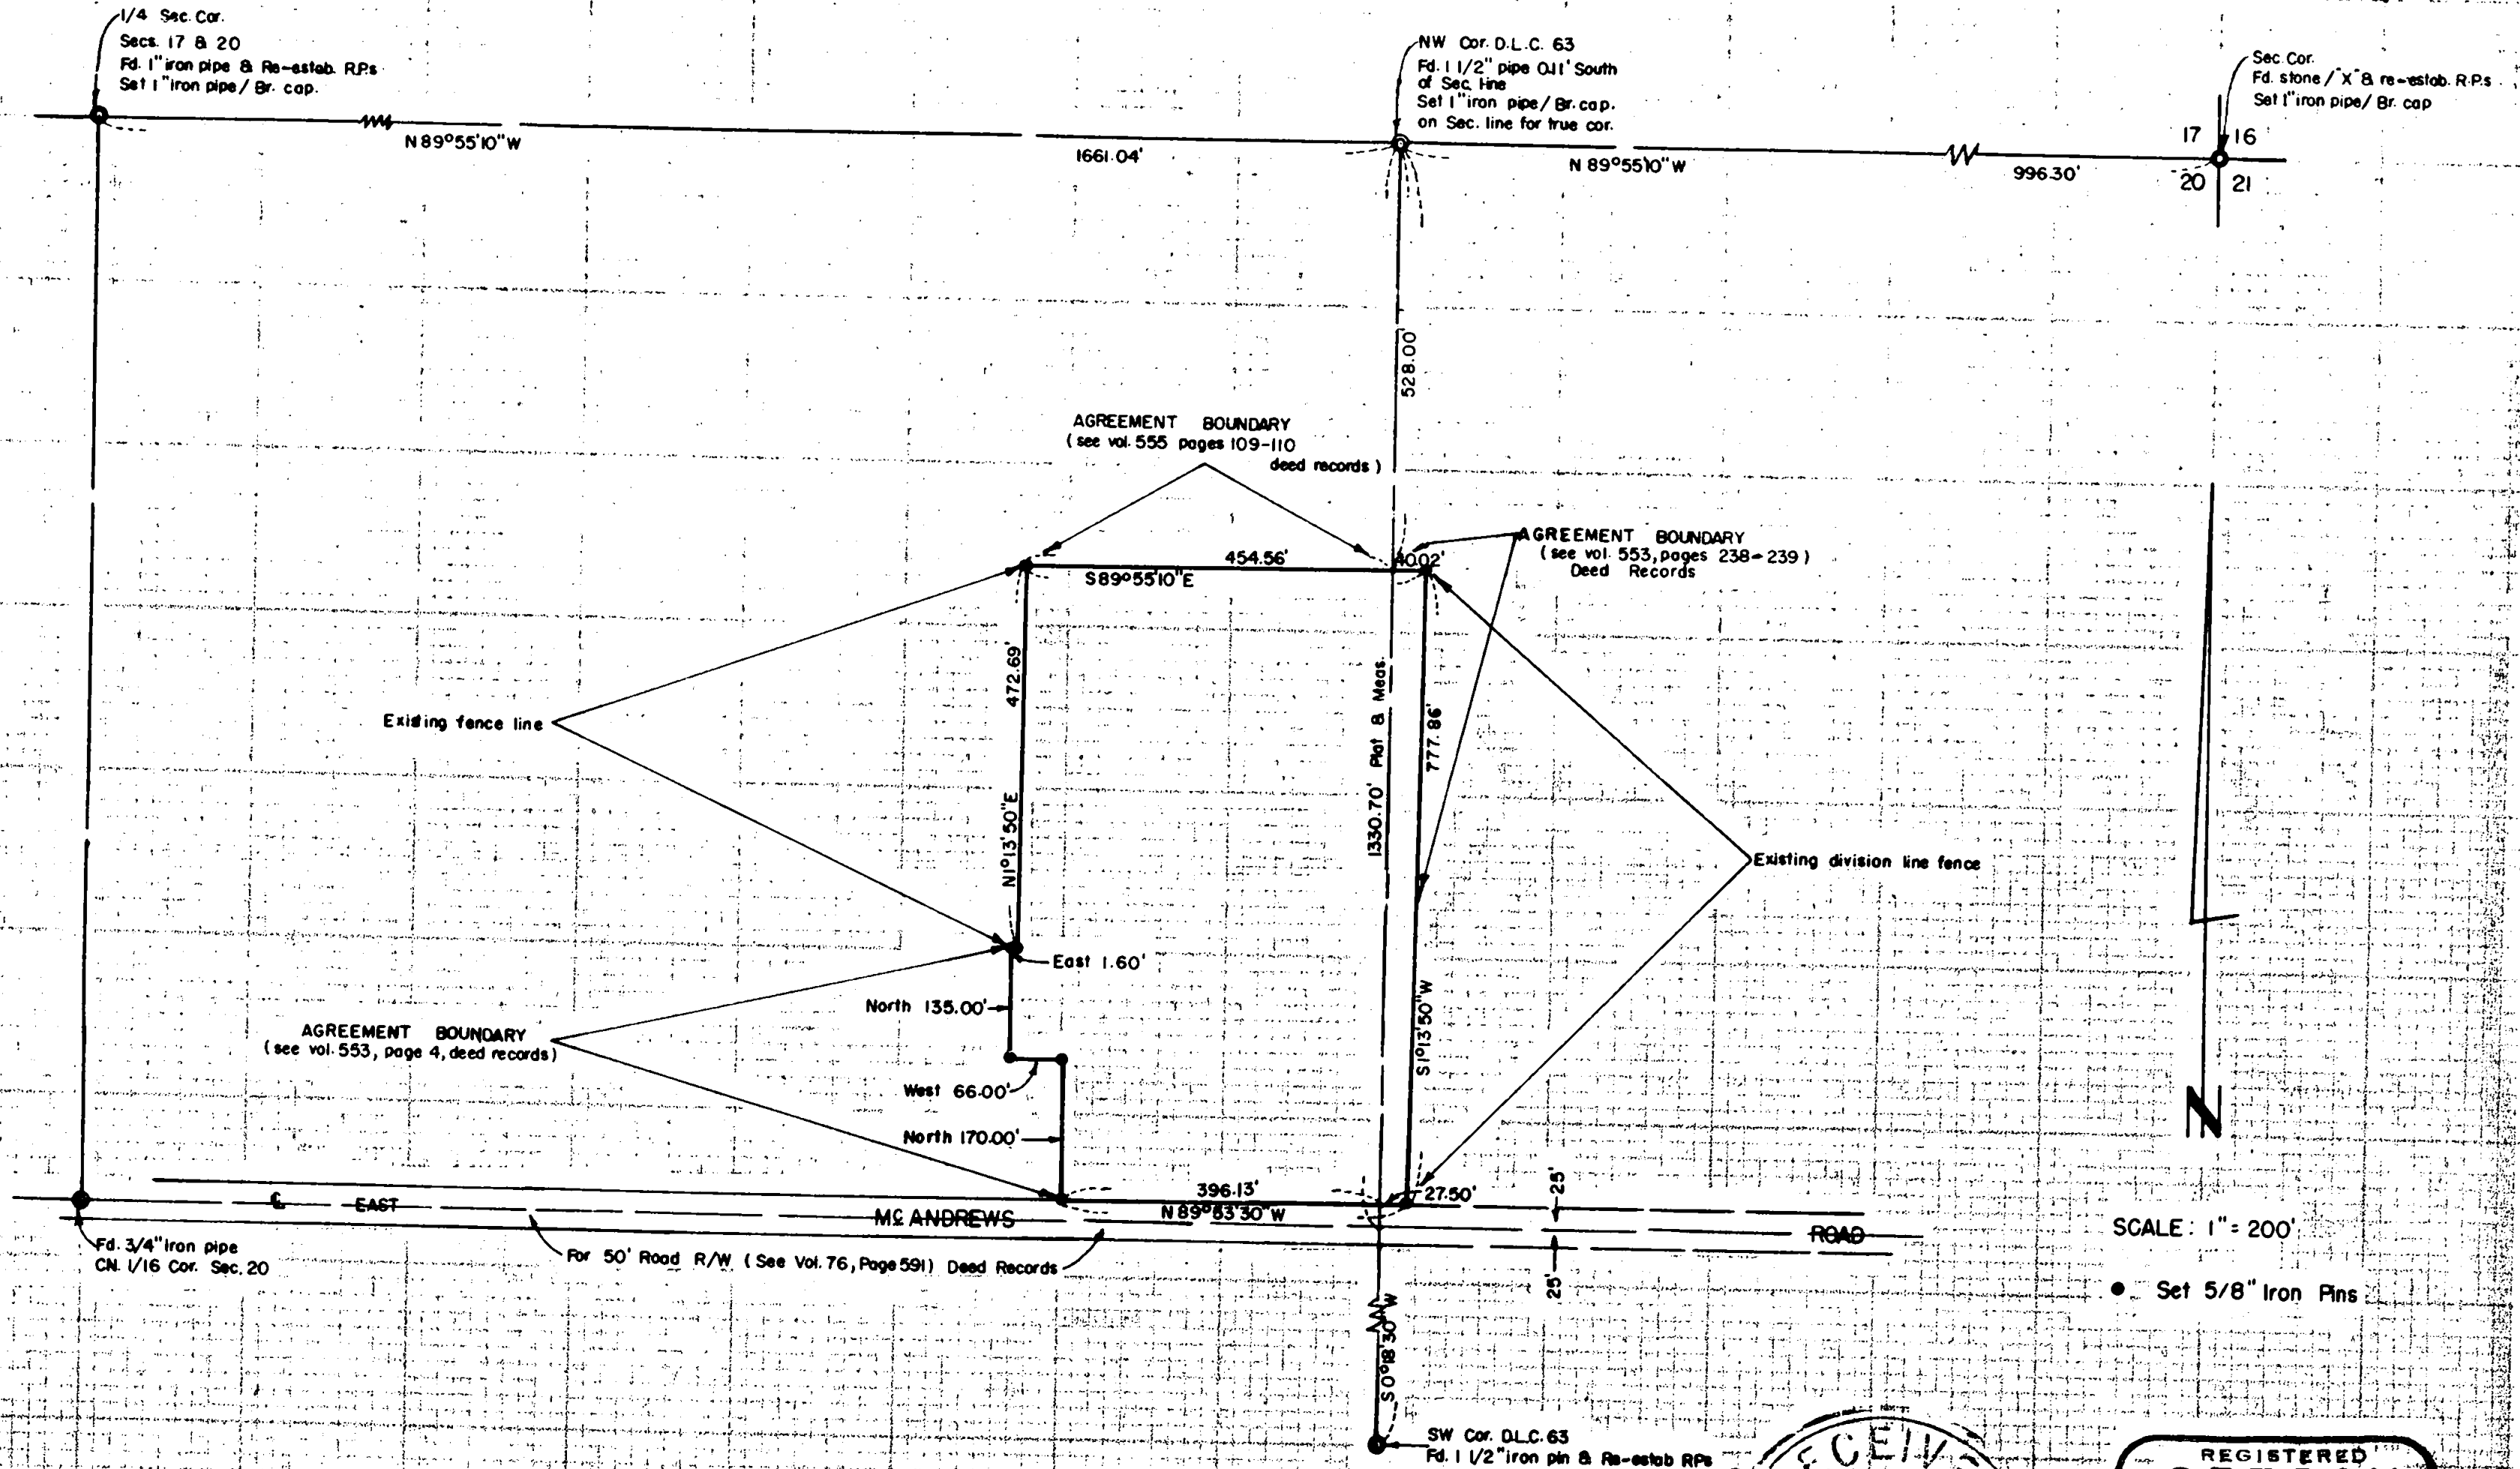 1/4 Sec. Cor.
Secs. 17 & 20
Fd. 1" iron pipe & Re-estab. R.P.s
Set 1" iron pipe / Br. cap.
NW Cor. D.L.C. 63
Fd. 1 1/2" pipe 0.11' South
of Sec. line
Set 1" iron pipe / Br. cap.
on Sec. line for true cor.
Sec. Cor.
Fd. stone / "X" & re-estab. R.P.s
Set 1" iron pipe / Br. cap
17 16
20 21
N 89°55'10" W
1661.04'
N 89°55'10" W
996.30'
528.00'
AGREEMENT BOUNDARY
(see vol. 555 pages 109-110
deed records)
AGREEMENT BOUNDARY
(see vol. 553, pages 238-239)
Deed Records
454.56'
40.02'
S 89°55'10" E
472.69'
N 1°13'50" E
1330.70' Plat & Meas.
777.86'
S 1°13'50" W
Existing fence line
Existing division line fence
East 1.60'
North 135.00'
AGREEMENT BOUNDARY
(see vol. 553, page 4, deed records)
West 66.00'
North 170.00'
396.13'
N 89°53'30" W
27.50'
25'
25'
℄ EAST McANDREWS ROAD
Fd. 3/4" iron pipe
CN. 1/16 Cor. Sec. 20
For 50' Road R/W (See Vol. 76, Page 591) Deed Records
N
SCALE: 1" = 200'
● Set 5/8" Iron Pins
S 0°18'30" W
SW Cor. D.L.C. 63
Fd. 1 1/2" iron pin & Re-estab RPs
REGISTERED